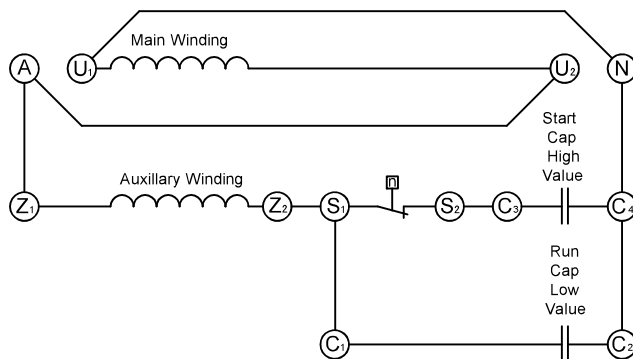 Main Winding
A
U1
U2
N
Start
Cap
High
Value
Auxillary Winding
n
Z1
Z2
S1
S2
C3
C4
Run
Cap
Low
Value
C1
C2